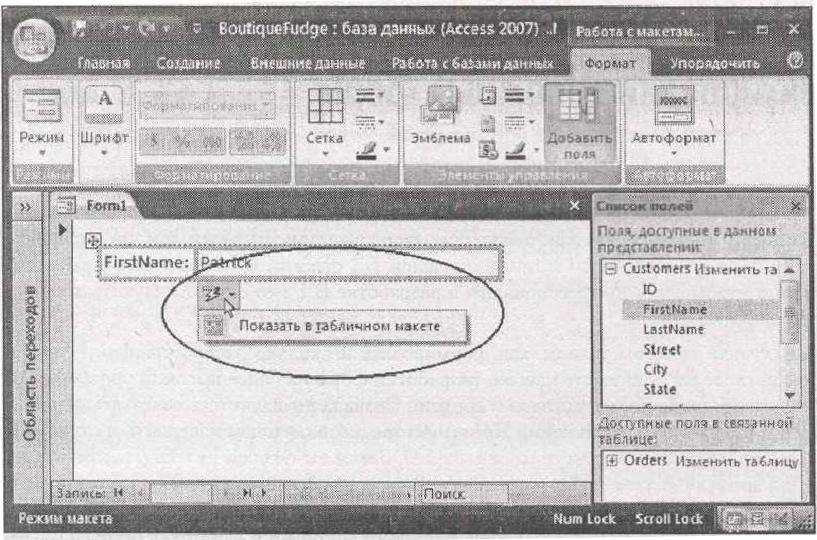 BoutiqueFudge : база данных (Access 2007) ..!
Работа с макетам...
Главная Создание Внешние данные Работа с базами данных Формат Упорядочить
Режим
Шрифт
Форматирование
Сетка
Эмблема
Добавить поля
Автоформат
Режимы
Форматирование
Сетка
Элементы управления
Автоформат
Form1
Список полей
Поля, доступные в данном
представлении:
FirstName: Patrick
Показать в табличном макете
Customers Изменить та
ID
FirstName
LastName
Street
City
State
Доступные поля в связанной
таблице:
Orders Изменить таблицу
Область переходов
Запись:
Поиск
Режим макета
Num Lock Scroll Lock